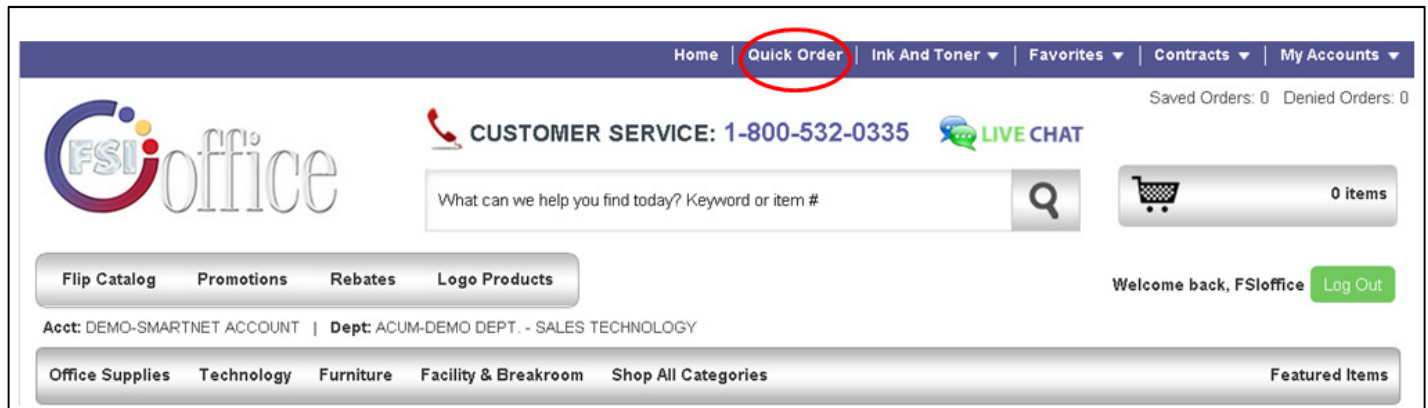 Home | Quick Order | Ink And Toner | Favorites | Contracts | My Accounts
Saved Orders: 0 Denied Orders: 0
FSI office
CUSTOMER SERVICE: 1-800-532-0335 LIVE CHAT
What can we help you find today? Keyword or item #
0 items
Flip Catalog Promotions Rebates Logo Products
Welcome back, FSIoffice Log Out
Acct: DEMO-SMARTNET ACCOUNT | Dept: ACUM-DEMO DEPT. - SALES TECHNOLOGY
Office Supplies Technology Furniture Facility & Breakroom Shop All Categories Featured Items